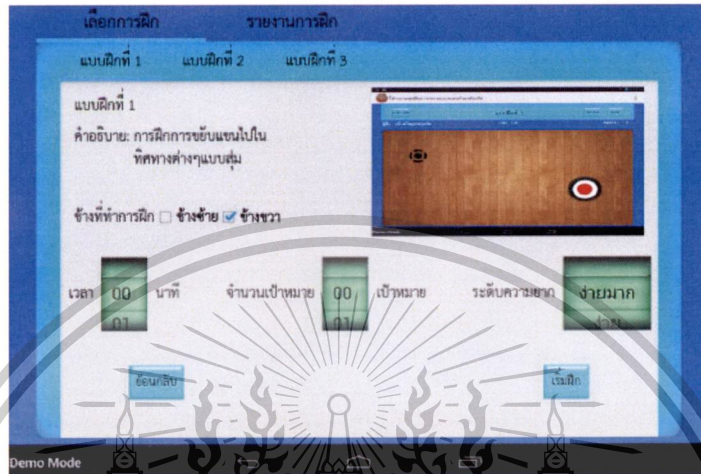 เลือกการฝึก รายงานการฝึก
แบบฝึกที่ 1 แบบฝึกที่ 2 แบบฝึกที่ 3
แบบฝึกที่ 1
คำอธิบาย: การฝึกการขยับแขนไปใน
ทิศทางต่างๆแบบสุ่ม
ข้างที่ทำการฝึก ข้างซ้าย ข้างขวา
เวลา 00 นาที จำนวนเป้าหมาย 00 เป้าหมาย ระดับความยาก ง่ายมาก
01 01 ง่าย
ย้อนกลับ เริ่มฝึก
Demo Mode